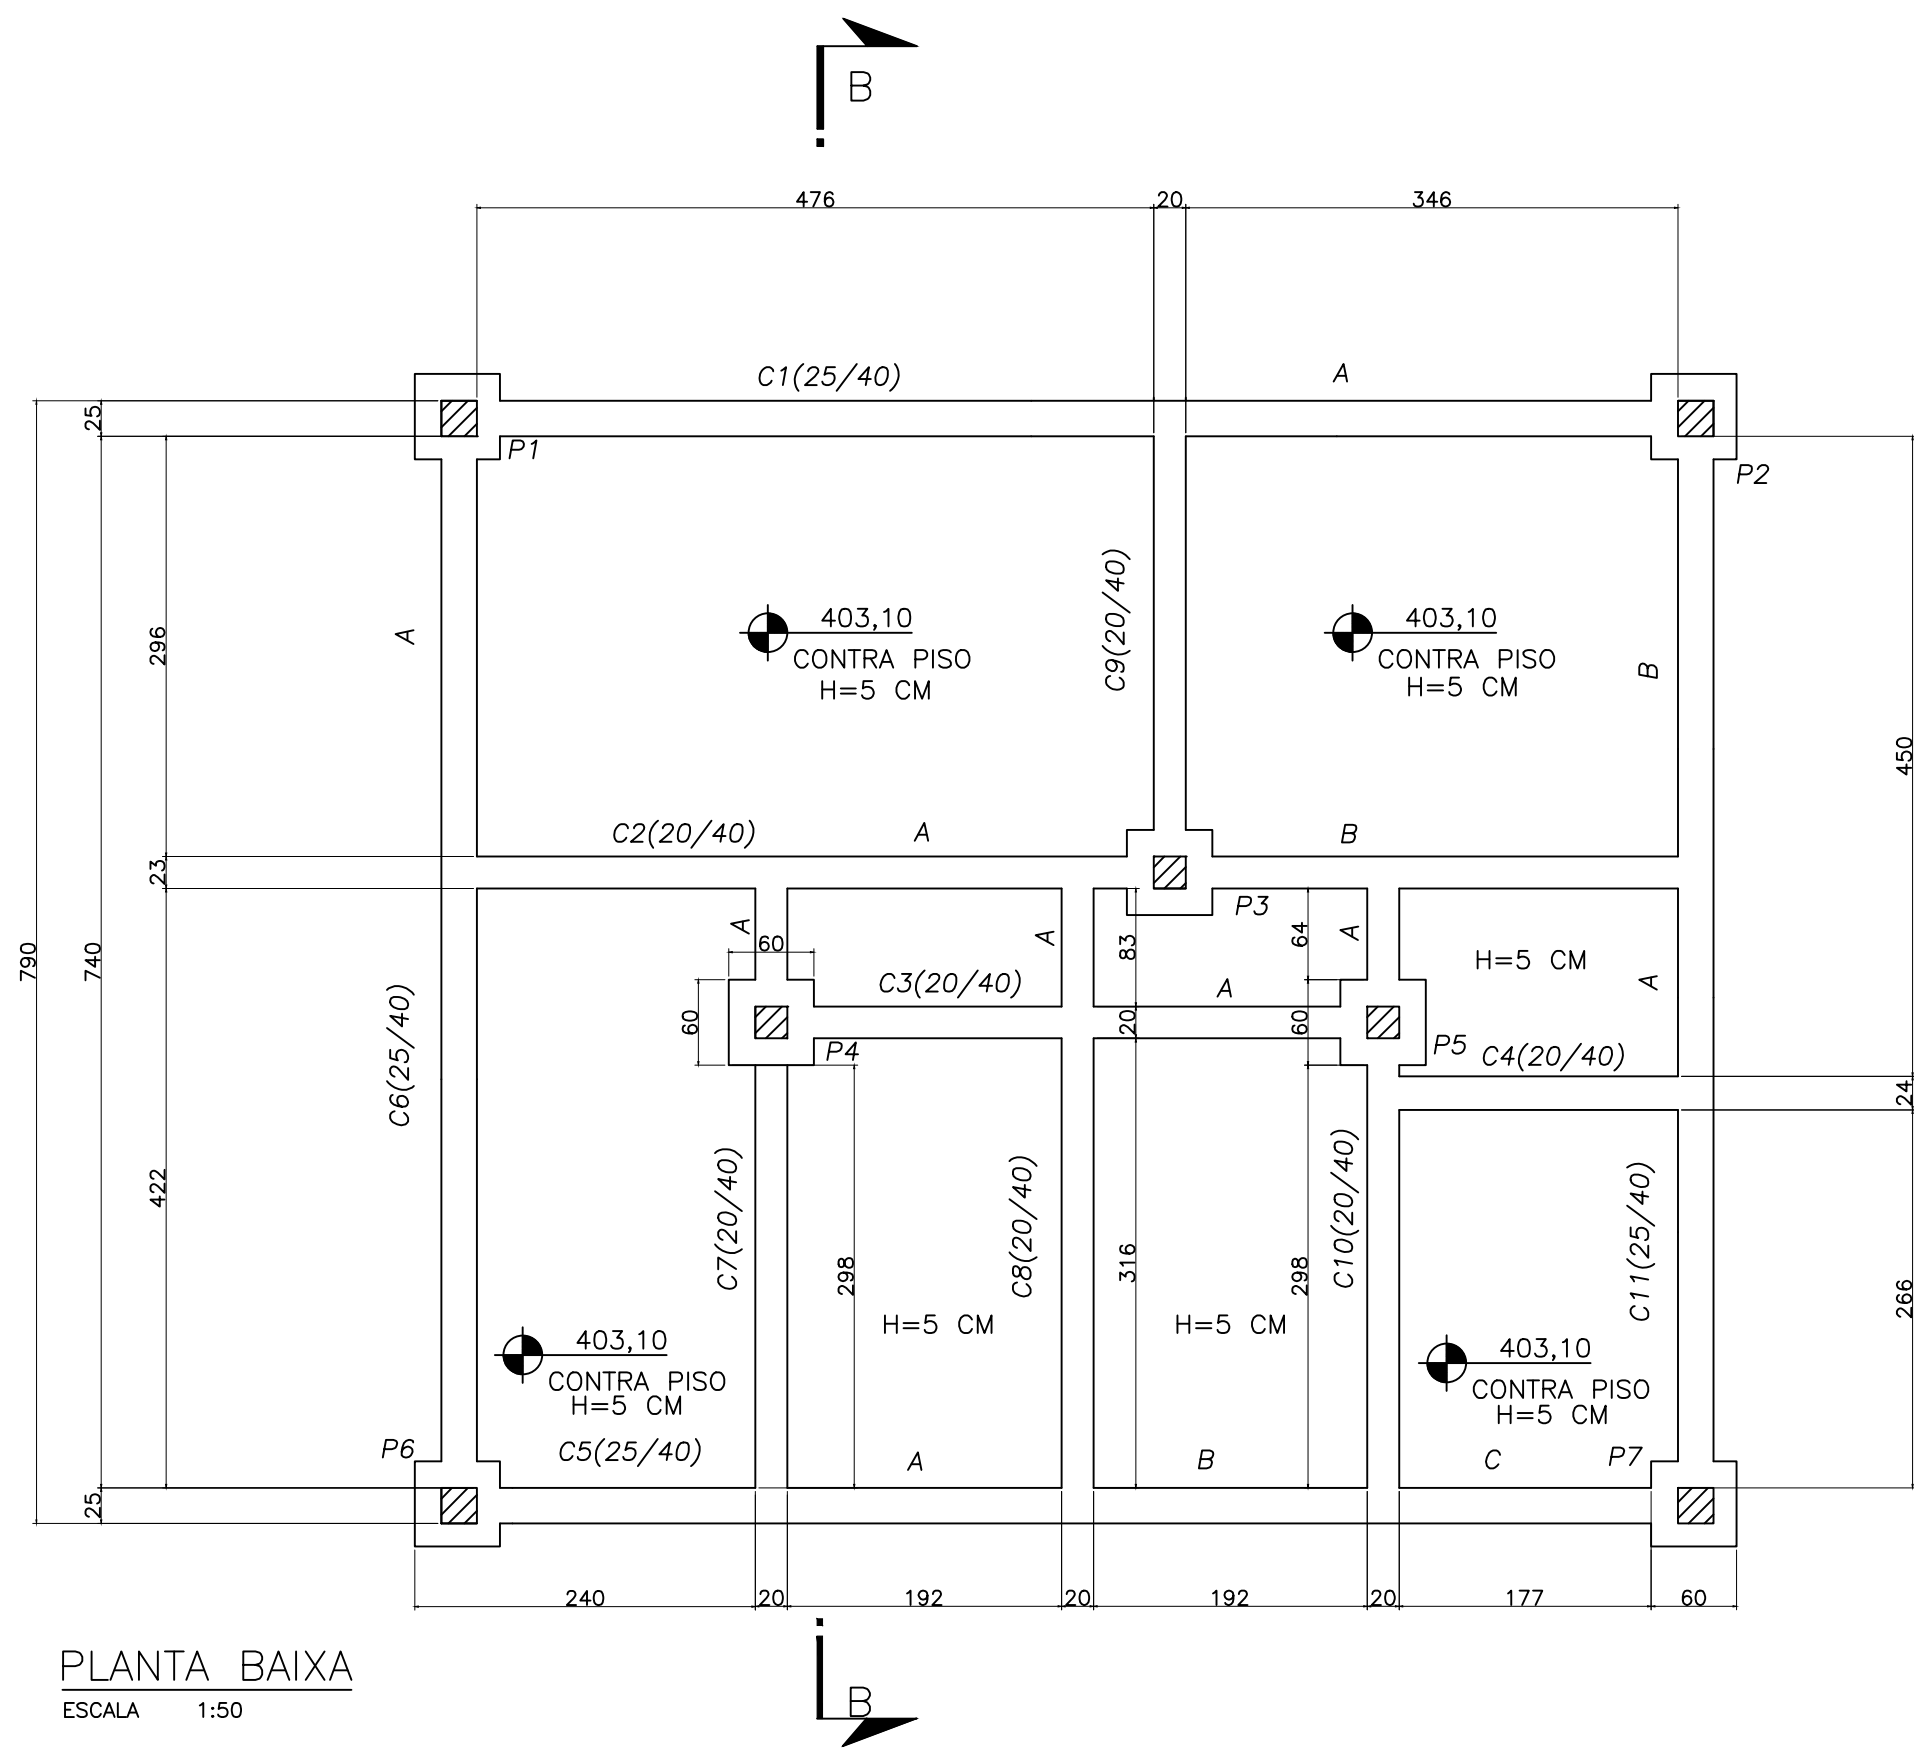 B
476
20
346
C1(25/40)
A
25
P1
P2
A
296
C9(20/40)
403,10
CONTRA PISO
H=5 CM
403,10
CONTRA PISO
H=5 CM
B
450
C2(20/40)
A
B
23
790
740
A
60
A
83
P3
64
A
H=5 CM
A
C3(20/40)
A
60
20
60
P4
P5
C4(20/40)
24
C6(25/40)
422
C7(20/40)
298
C8(20/40)
316
298
C10(20/40)
C11(25/40)
266
H=5 CM
H=5 CM
403,10
CONTRA PISO
H=5 CM
403,10
CONTRA PISO
H=5 CM
P6
C5(25/40)
A
B
C
P7
25
240
20
192
20
192
20
177
60
PLANTA BAIXA
ESCALA 1:50
B